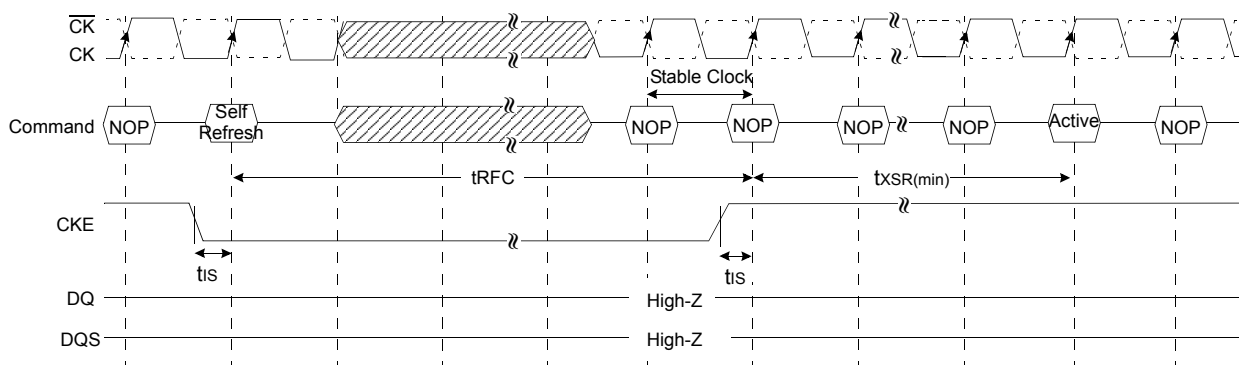 CK
CK
Stable Clock
Command NOP Self Refresh NOP NOP NOP NOP Active NOP
tRFC tXSR(min)
CKE
tIS tIS
DQ High-Z
DQS High-Z